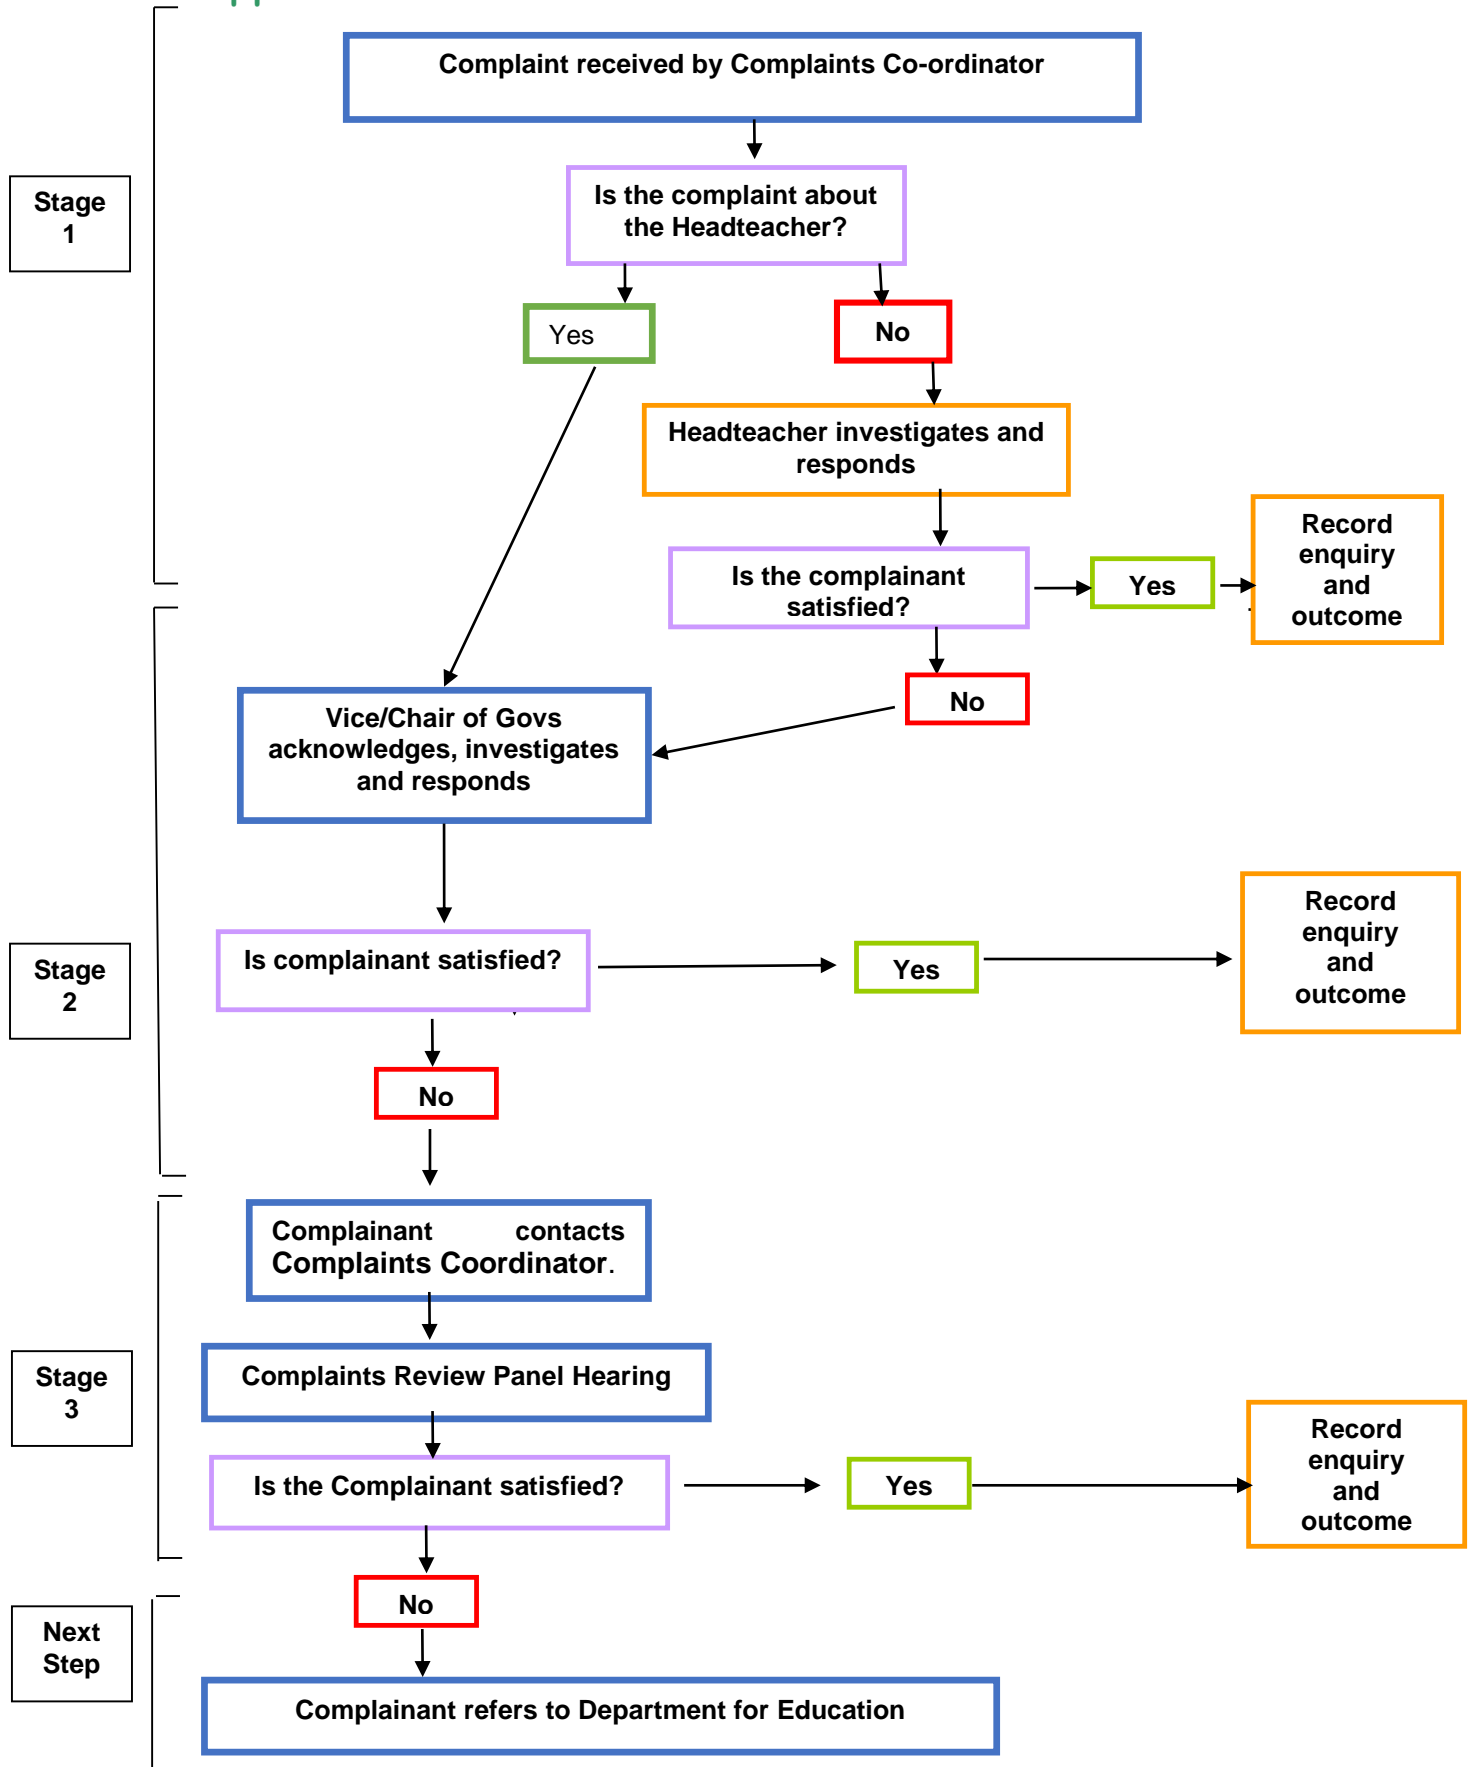 Complaint received by Complaints Co-ordinator
Stage
1
Is the complaint about
the Headteacher?
Yes
No
Headteacher investigates and
responds
Record
enquiry
and
outcome
Is the complainant
satisfied?
Yes
No
Vice/Chair of Govs
acknowledges, investigates
and responds
Stage
2
Is complainant satisfied?
Yes
Record
enquiry
and
outcome
No
Complainant contacts
Complaints Coordinator.
Stage
3
Complaints Review Panel Hearing
Is the Complainant satisfied?
Yes
Record
enquiry
and
outcome
No
Next
Step
Complainant refers to Department for Education